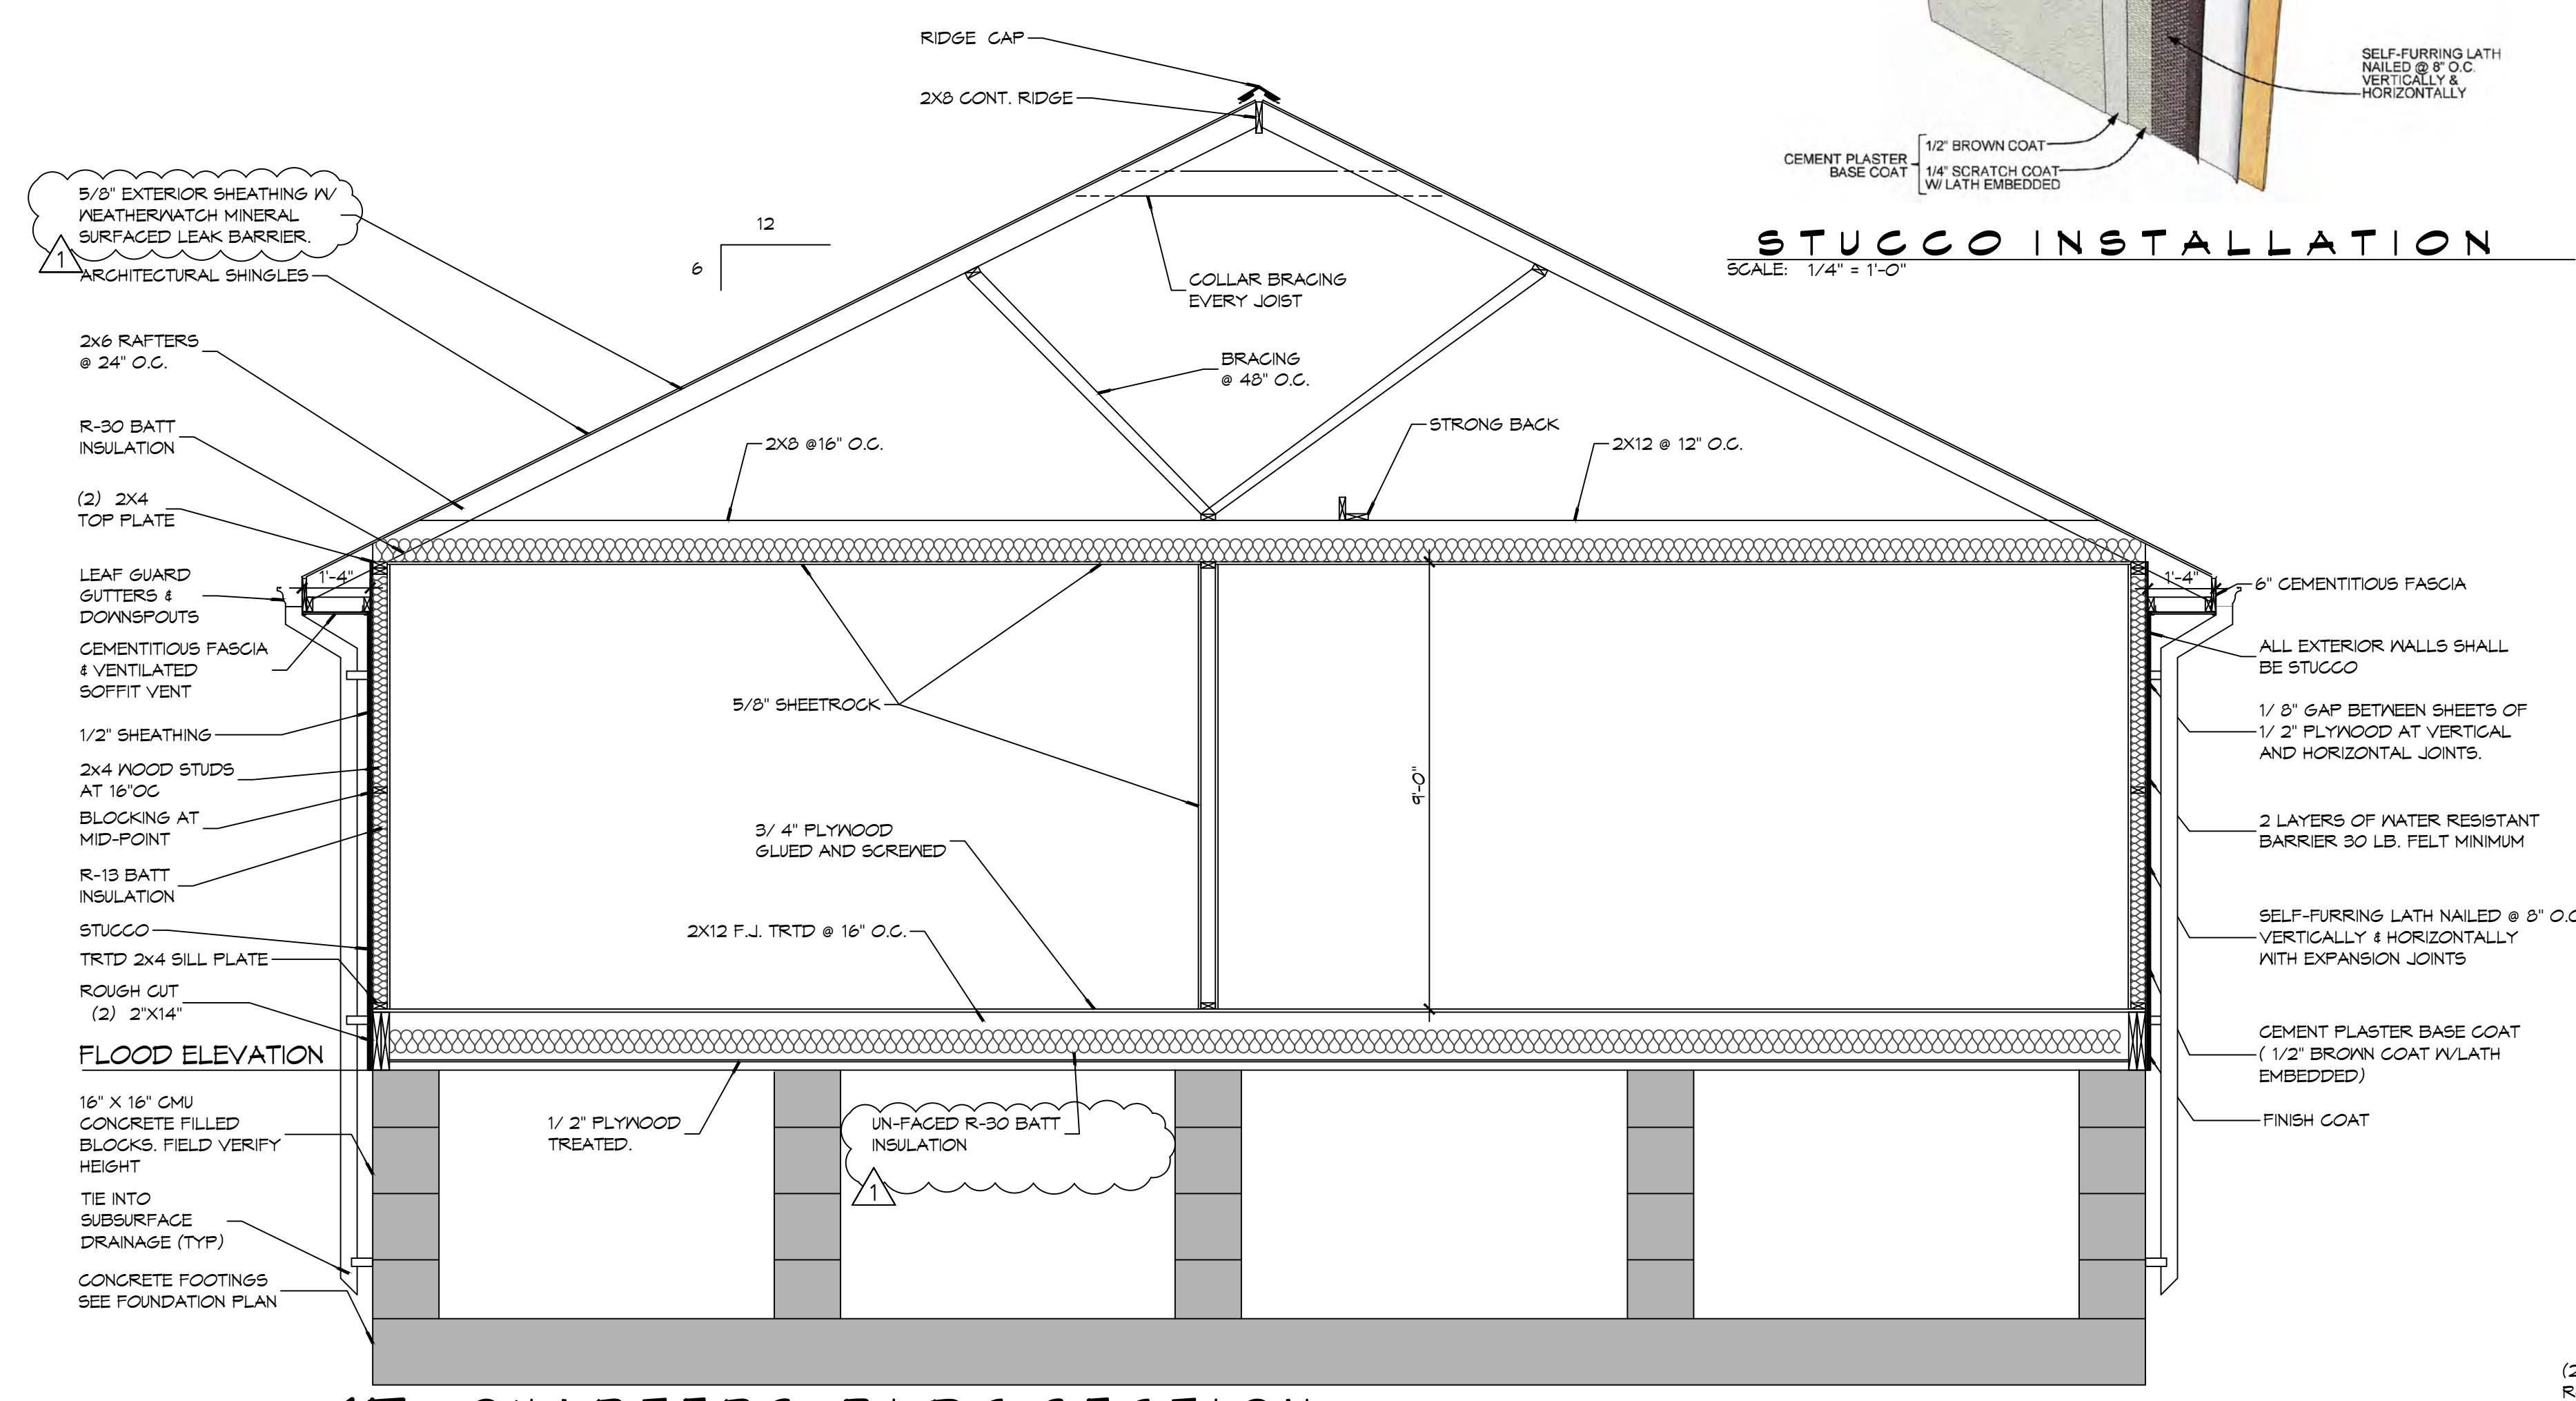 RIDGE CAP
2X8 CONT. RIDGE
SELF-FURRING LATH
NAILED @ 8" O.C.
VERTICALLY &
HORIZONTALLY
CEMENT PLASTER
BASE COAT
1/2" BROWN COAT
1/4" SCRATCH COAT
W/ LATH EMBEDDED
STUCCO INSTALLATION
SCALE: 1/4" = 1'-0"
5/8" EXTERIOR SHEATHING W/
WEATHERWATCH MINERAL
SURFACED LEAK BARRIER.
1
ARCHITECTURAL SHINGLES
2x6 RAFTERS
@ 24" O.C.
R-30 BATT
INSULATION
(2) 2X4
TOP PLATE
LEAF GUARD
GUTTERS &
DOWNSPOUTS
CEMENTITIOUS FASCIA
& VENTILATED
SOFFIT VENT
1/2" SHEATHING
2x4 WOOD STUDS
AT 16"OC
BLOCKING AT
MID-POINT
R-13 BATT
INSULATION
STUCCO
TRTD 2x4 SILL PLATE
ROUGH CUT
(2) 2"X14"
FLOOD ELEVATION
16" X 16" CMU
CONCRETE FILLED
BLOCKS. FIELD VERIFY
HEIGHT
TIE INTO
SUBSURFACE
DRAINAGE (TYP)
CONCRETE FOOTINGS
SEE FOUNDATION PLAN
12
6
COLLAR BRACING
EVERY JOIST
BRACING
@ 48" O.C.
2X8 @16" O.C.
STRONG BACK
2X12 @ 12" O.C.
1'-4"
1'-4"
5/8" SHEETROCK
9'-0"
3/ 4" PLYWOOD
GLUED AND SCREWED
2X12 F.J. TRTD @ 16" O.C.
1/ 2" PLYWOOD
TREATED.
UN-FACED R-30 BATT
INSULATION
1
6" CEMENTITIOUS FASCIA
ALL EXTERIOR WALLS SHALL
BE STUCCO
1/ 8" GAP BETWEEN SHEETS OF
1/ 2" PLYWOOD AT VERTICAL
AND HORIZONTAL JOINTS.
2 LAYERS OF WATER RESISTANT
BARRIER 30 LB. FELT MINIMUM
SELF-FURRING LATH NAILED @ 8" O.C
VERTICALLY & HORIZONTALLY
WITH EXPANSION JOINTS
CEMENT PLASTER BASE COAT
( 1/2" BROWN COAT W/LATH
EMBEDDED)
FINISH COAT